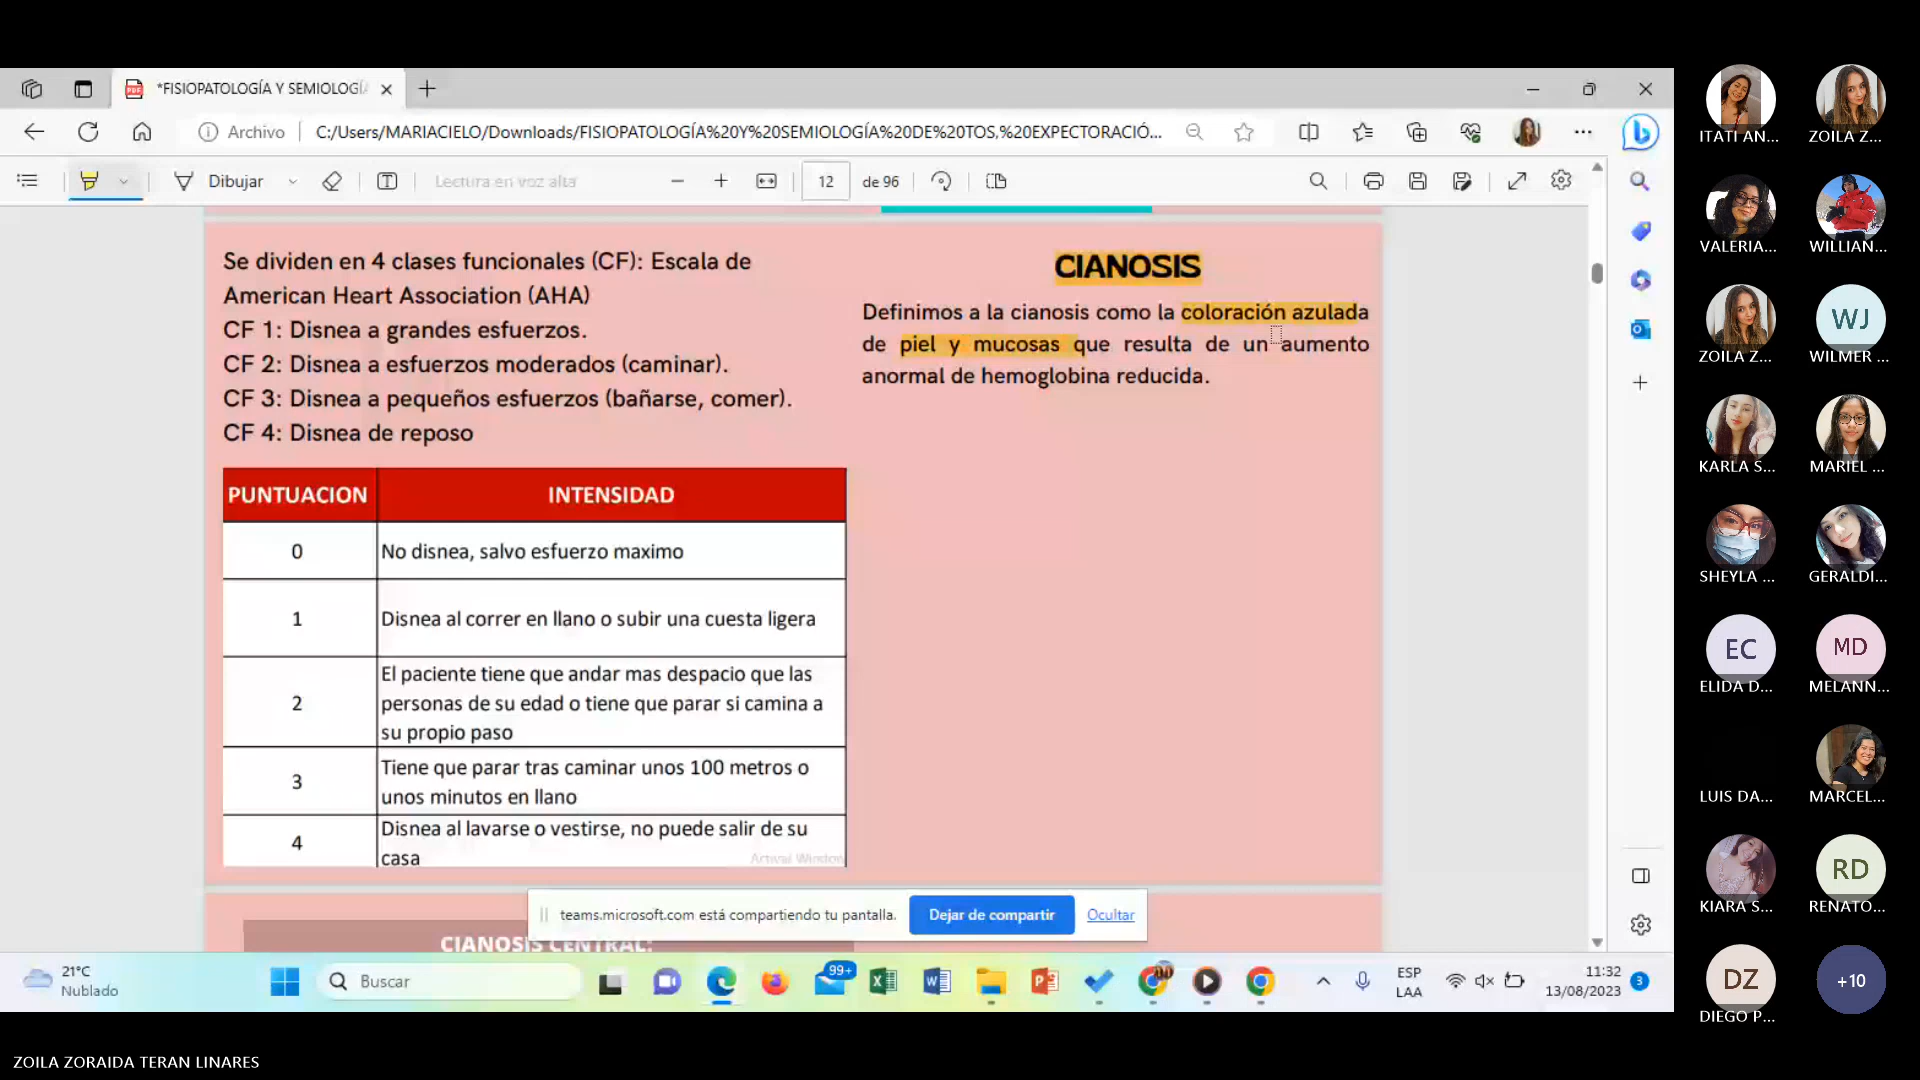 *FISIOPATOLOGÍA Y SEMIOLOGÍA
Archivo
C:/Users/MARIACIELO/Downloads/FISIOPATOLOGÍA%20Y%20SEMIOLOGÍA%20DE%20TOS,%20EXPECTORACIÓ...
Dibujar
Lectura en voz alta
12
de 96
Se dividen en 4 clases funcionales (CF): Escala de
American Heart Association (AHA)
CF 1: Disnea a grandes esfuerzos.
CF 2: Disnea a esfuerzos moderados (caminar).
CF 3: Disnea a pequeños esfuerzos (bañarse, comer).
CF 4: Disnea de reposo
PUNTUACION
INTENSIDAD
0
No disnea, salvo esfuerzo maximo
1
Disnea al correr en llano o subir una cuesta ligera
2
El paciente tiene que andar mas despacio que las
personas de su edad o tiene que parar si camina a
su propio paso
3
Tiene que parar tras caminar unos 100 metros o
unos minutos en llano
4
Disnea al lavarse o vestirse, no puede salir de su
casa
Activar Window
CIANOSIS
Definimos a la cianosis como la coloración azulada
de piel y mucosas que resulta de un aumento
anormal de hemoglobina reducida.
CIANOSIS CENTRAL:
teams.microsoft.com está compartiendo tu pantalla.
Dejar de compartir
Ocultar
21°C
Nublado
Buscar
99+
ESP
LAA
11:32
13/08/2023
3
ITATI AN...
ZOILA Z...
VALERIA...
WILLIAN...
ZOILA Z...
WJ
WILMER ...
KARLA S...
MARIEL ...
SHEYLA ...
GERALDI...
EC
ELIDA D...
MD
MELANN...
LUIS DA...
MARCEL...
KIARA S...
RD
RENATO...
DZ
DIEGO P...
+10
ZOILA ZORAIDA TERAN LINARES